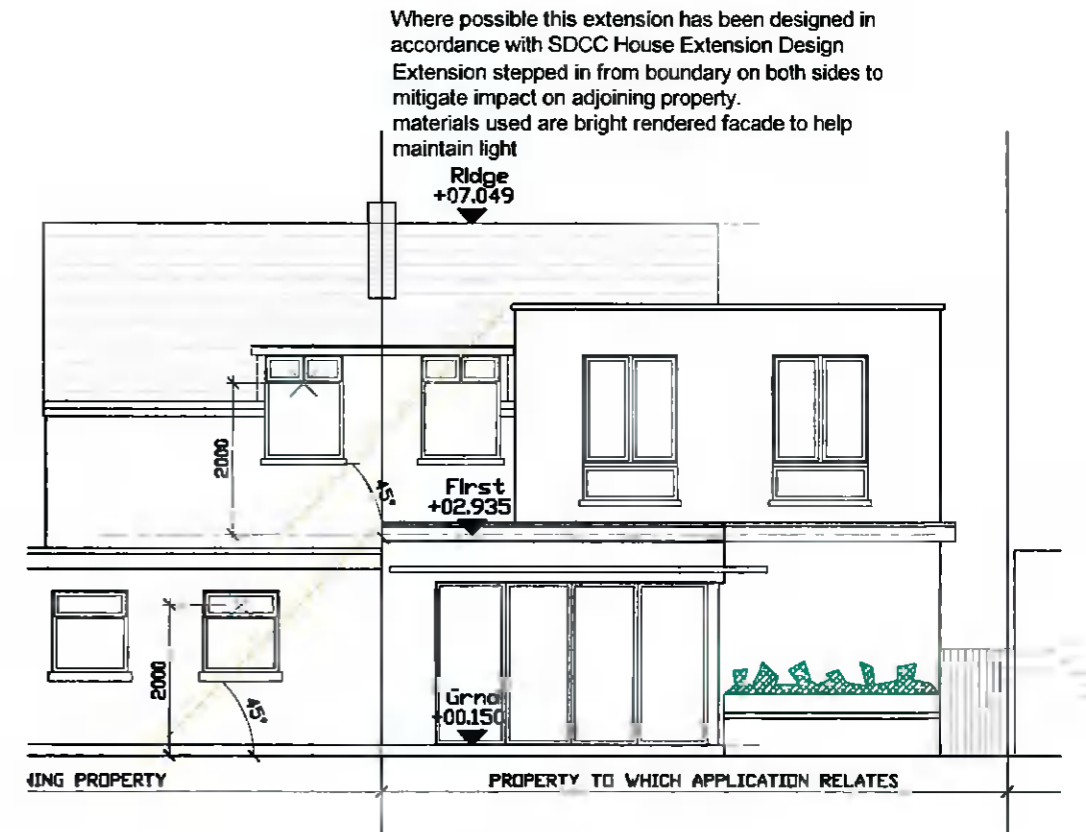 Where possible this extension has been designed in
accordance with SDCC House Extension Design
Extension stepped in from boundary on both sides to
mitigate impact on adjoining property.
materials used are bright rendered facade to help
maintain light
Ridge
+07.049
2000
45°
First
+02.935
2000
45°
Grnd
+00.150
NING PROPERTY
PROPERTY TO WHICH APPLICATION RELATES